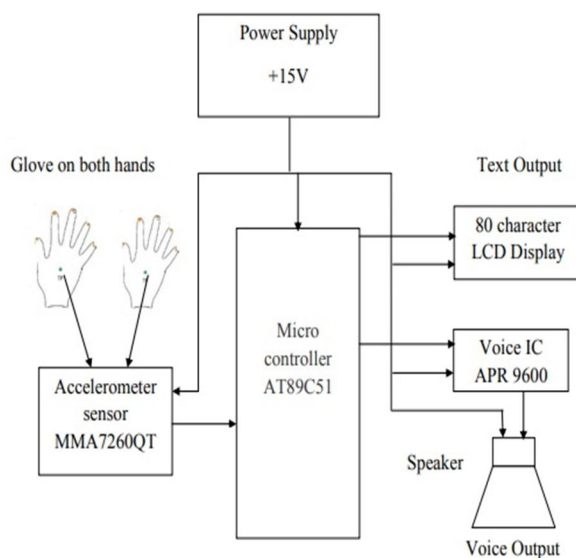 Power Supply
+15V
Glove on both hands
Text Output
80 character
LCD Display
Micro
controller
AT89C51
Voice IC
APR 9600
Accelerometer
sensor
MMA7260QT
Speaker
Voice Output